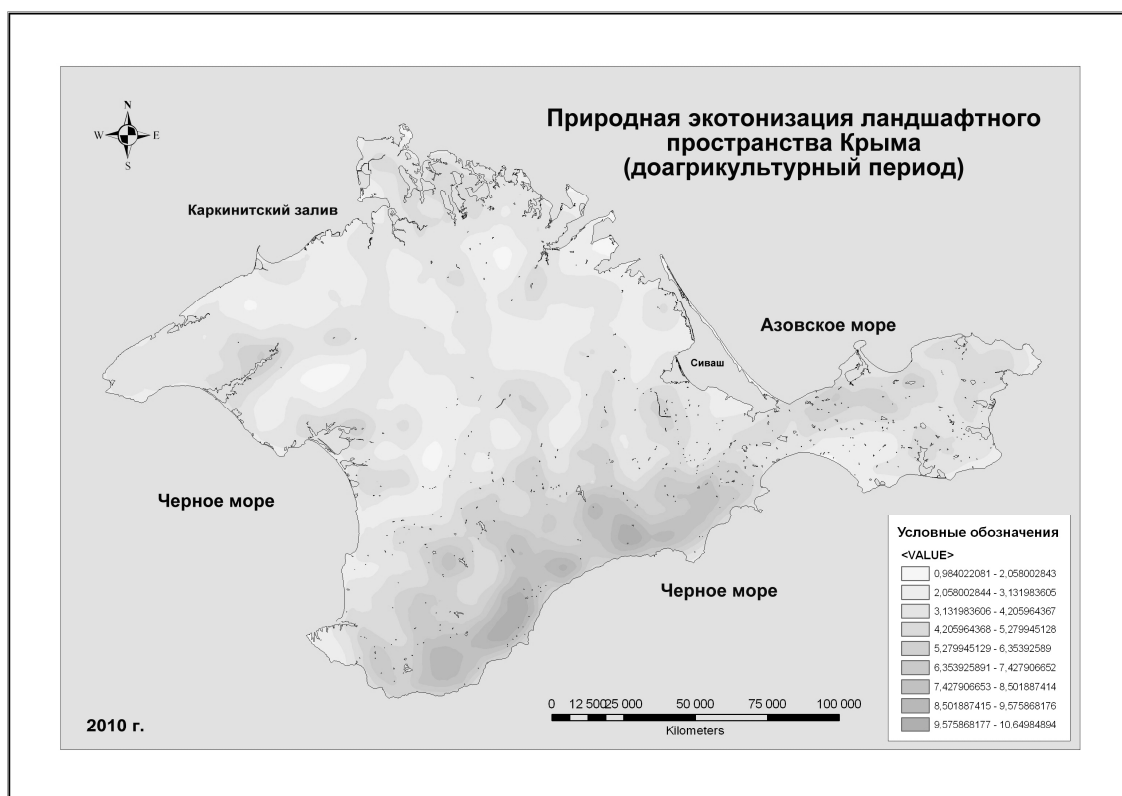 N
W E
S
Природная экотонизация ландшафтного
пространства Крыма
(доагрикультурный период)
Каркинитский залив
Азовское море
Сиваш
Черное море
Черное море
Условные обозначения
<VALUE>
0,984022081 - 2,058002843
2,058002844 - 3,131983605
3,131983606 - 4,205964367
4,205964368 - 5,279945128
5,279945129 - 6,35392589
6,353925891 - 7,427906652
7,427906653 - 8,501887414
8,501887415 - 9,575868176
9,575868177 - 10,64984894
0 12 500 25 000 50 000 75 000 100 000
Kilometers
2010 г.